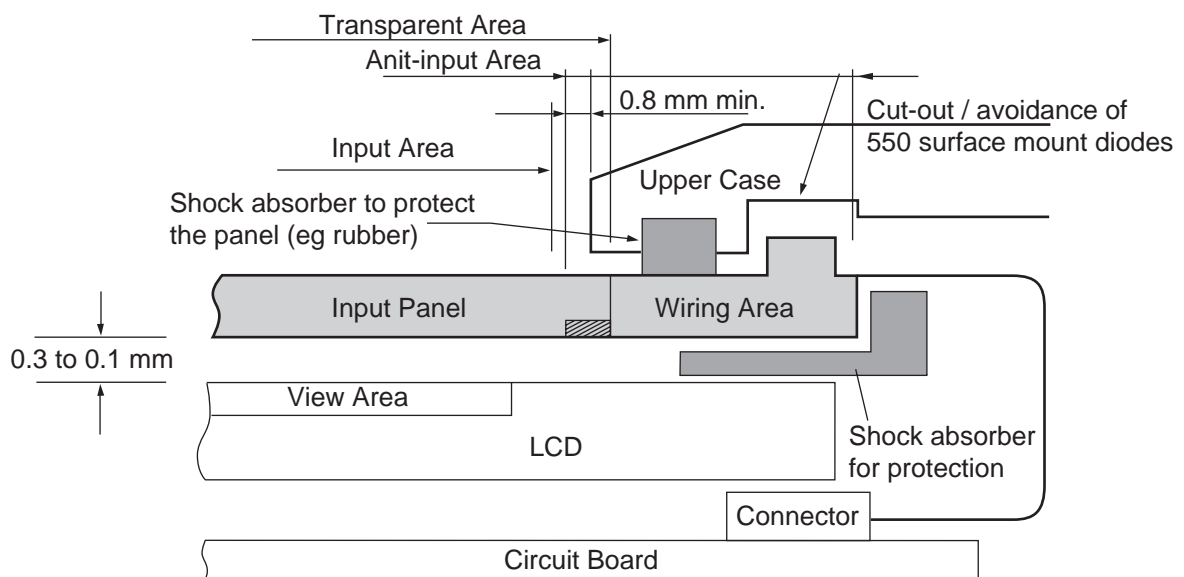 Transparent Area
Anit-input Area
0.8 mm min.
Cut-out / avoidance of
550 surface mount diodes
Input Area
Upper Case
Shock absorber to protect
the panel (eg rubber)
Input Panel
Wiring Area
0.3 to 0.1 mm
View Area
LCD
Shock absorber
for protection
Connector
Circuit Board